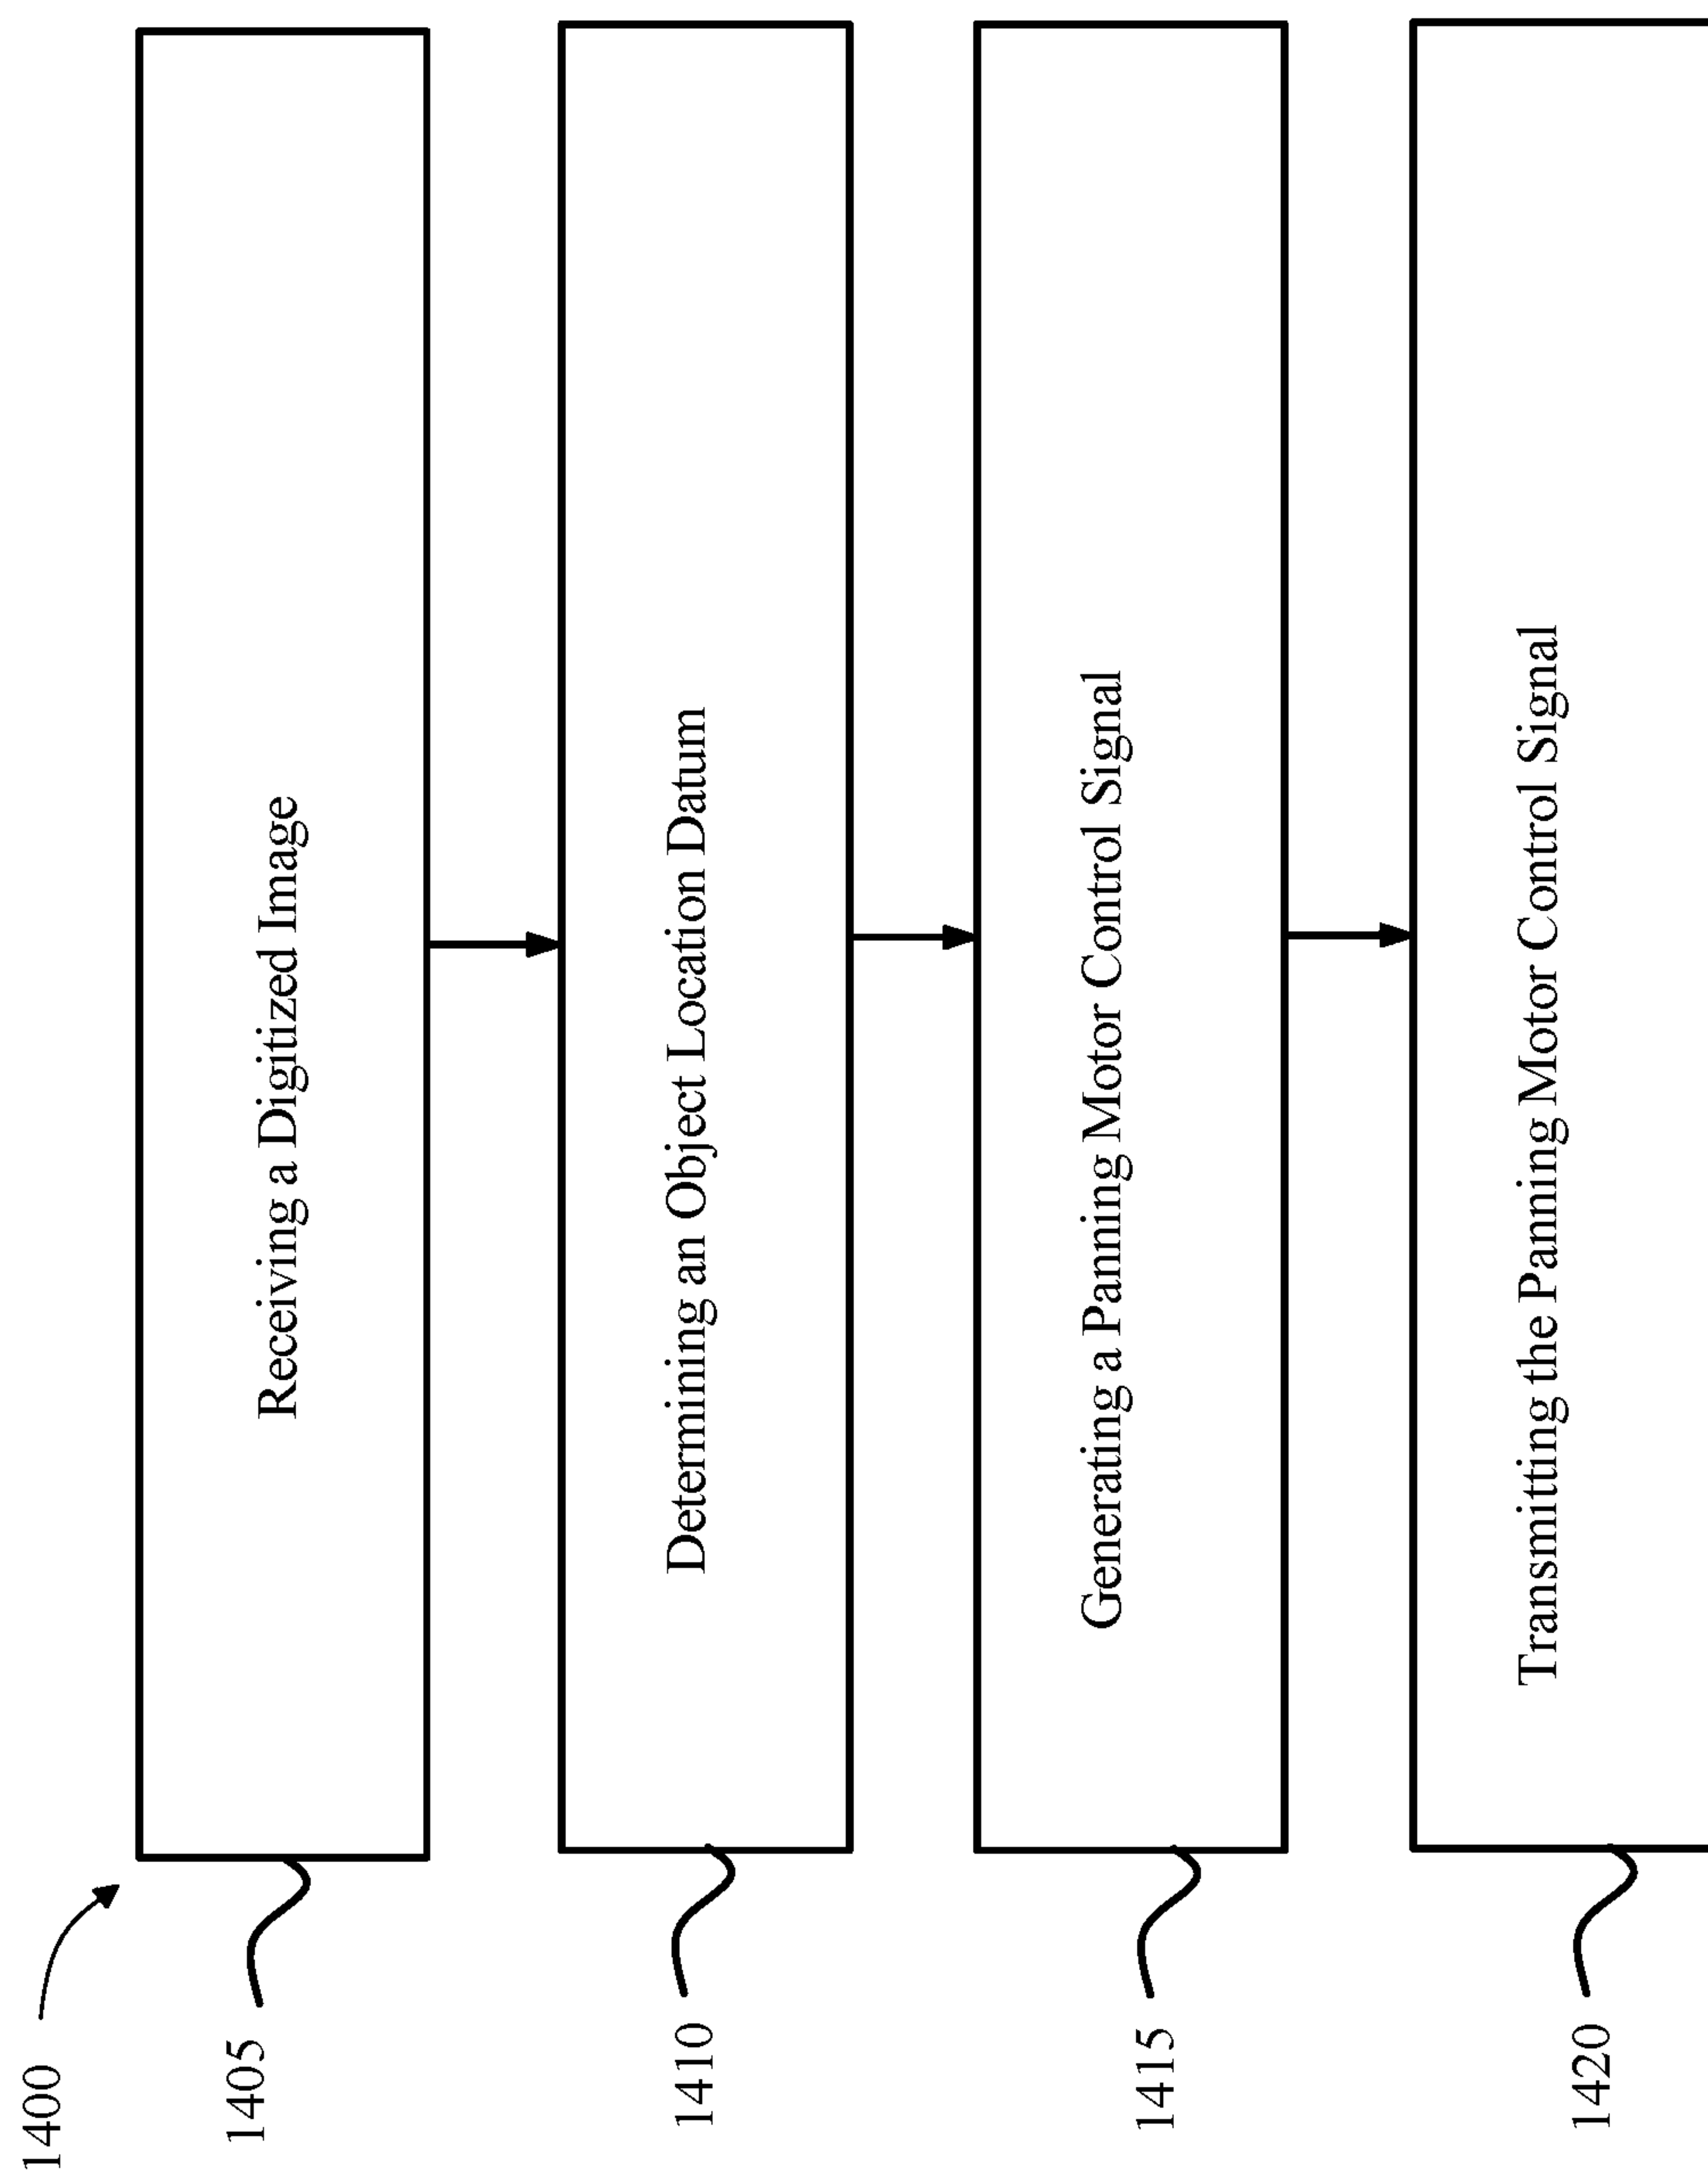 1400
1405
Receiving a Digitized Image
1410
Determining an Object Location Datum
1415
Generating a Panning Motor Control Signal
1420
Transmitting the Panning Motor Control Signal